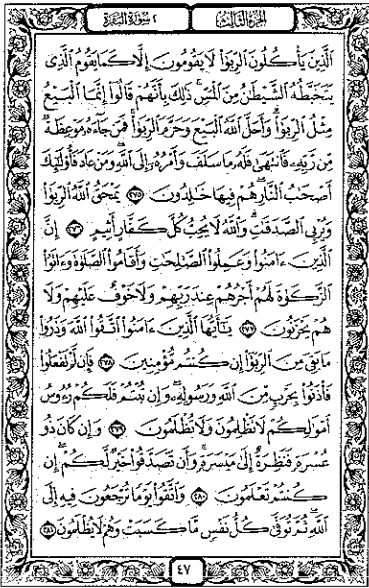 الجزء الثالث
٢ سورة البقرة
ٱلَّذِينَ يَأْكُلُونَ ٱلرِّبَوٰا۟ لَا يَقُومُونَ إِلَّا كَمَا يَقُومُ ٱلَّذِى
يَتَخَبَّطُهُ ٱلشَّيْطَٰنُ مِنَ ٱلْمَسِّ ۚ ذَٰلِكَ بِأَنَّهُمْ قَالُوٓا۟ إِنَّمَا ٱلْبَيْعُ
مِثْلُ ٱلرِّبَوٰا۟ ۗ وَأَحَلَّ ٱللَّهُ ٱلْبَيْعَ وَحَرَّمَ ٱلرِّبَوٰا۟ ۚ فَمَن جَآءَهُۥ مَوْعِظَةٌ
مِّن رَّبِّهِۦ فَٱنتَهَىٰ فَلَهُۥ مَا سَلَفَ وَأَمْرُهُۥٓ إِلَى ٱللَّهِ ۖ وَمَنْ عَادَ فَأُو۟لَٰٓئِكَ
أَصْحَٰبُ ٱلنَّارِ ۖ هُمْ فِيهَا خَٰلِدُونَ ٢٧٥ يَمْحَقُ ٱللَّهُ ٱلرِّبَوٰا۟
وَيُرْبِى ٱلصَّدَقَٰتِ ۗ وَٱللَّهُ لَا يُحِبُّ كُلَّ كَفَّارٍ أَثِيمٍ ٢٧٦ إِنَّ
ٱلَّذِينَ ءَامَنُوا۟ وَعَمِلُوا۟ ٱلصَّٰلِحَٰتِ وَأَقَامُوا۟ ٱلصَّلَوٰةَ وَءَاتَوُا۟
ٱلزَّكَوٰةَ لَهُمْ أَجْرُهُمْ عِندَ رَبِّهِمْ وَلَا خَوْفٌ عَلَيْهِمْ وَلَا
هُمْ يَحْزَنُونَ ٢٧٧ يَٰٓأَيُّهَا ٱلَّذِينَ ءَامَنُوا۟ ٱتَّقُوا۟ ٱللَّهَ وَذَرُوا۟
مَا بَقِىَ مِنَ ٱلرِّبَوٰٓا۟ إِن كُنتُم مُّؤْمِنِينَ ٢٧٨ فَإِن لَّمْ تَفْعَلُوا۟
فَأْذَنُوا۟ بِحَرْبٍ مِّنَ ٱللَّهِ وَرَسُولِهِۦ ۖ وَإِن تُبْتُمْ فَلَكُمْ رُءُوسُ
أَمْوَٰلِكُمْ لَا تَظْلِمُونَ وَلَا تُظْلَمُونَ ٢٧٩ وَإِن كَانَ ذُو
عُسْرَةٍ فَنَظِرَةٌ إِلَىٰ مَيْسَرَةٍ ۚ وَأَن تَصَدَّقُوا۟ خَيْرٌ لَّكُمْ ۖ إِن
كُنتُمْ تَعْلَمُونَ ٢٨٠ وَٱتَّقُوا۟ يَوْمًا تُرْجَعُونَ فِيهِ إِلَى
ٱللَّهِ ۖ ثُمَّ تُوَفَّىٰ كُلُّ نَفْسٍ مَّا كَسَبَتْ وَهُمْ لَا يُظْلَمُونَ ٢٨١
٤٧